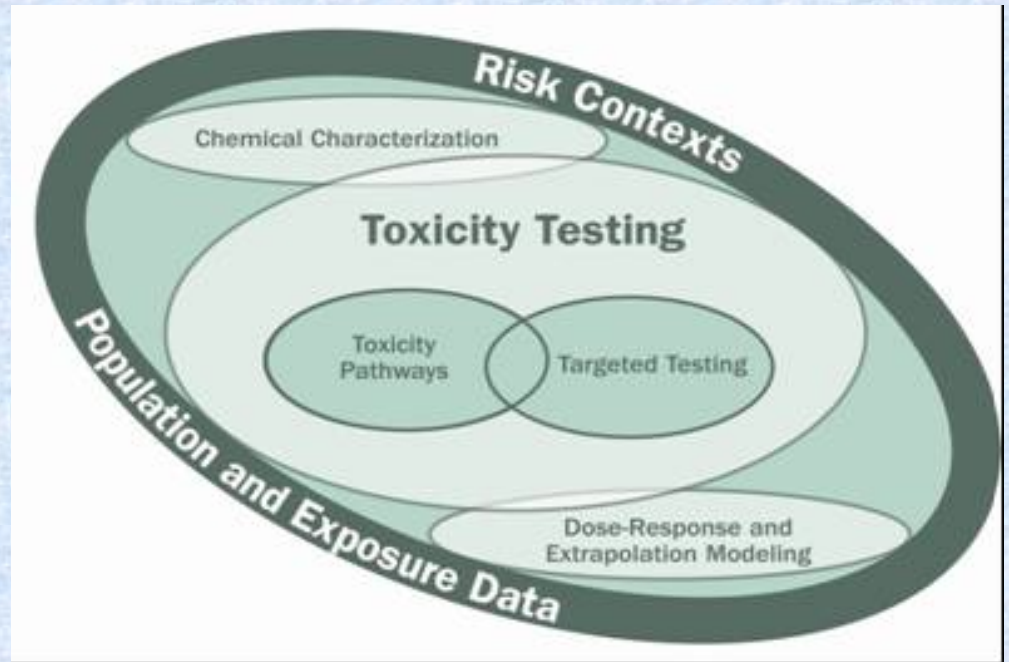 Risk Contexts
Chemical Characterization
Toxicity Testing
Toxicity
Pathways
Targeted Testing
Dose-Response and
Extrapolation Modeling
Population and Exposure Data